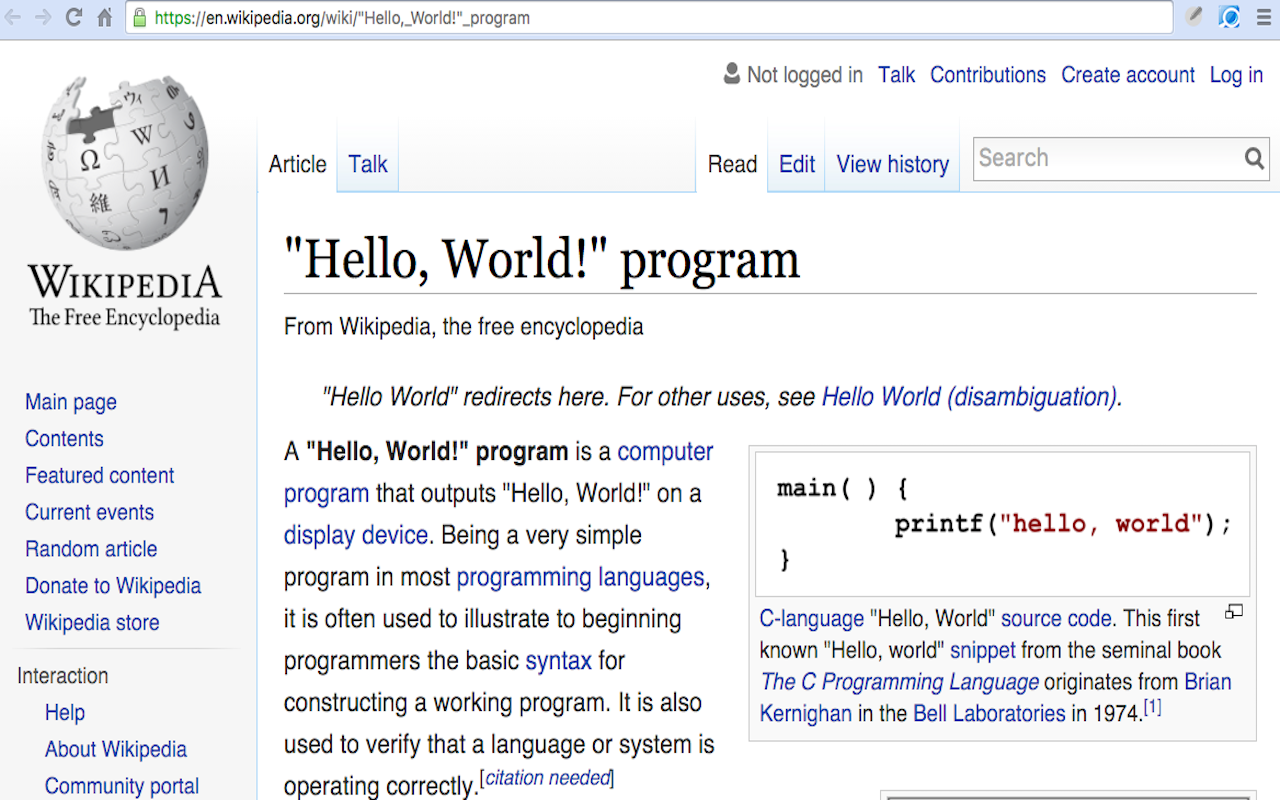 https://en.wikipedia.org/wiki/"Hello,_World!"_program
Not logged in Talk Contributions Create account Log in
Article Talk Read Edit View history Search
WIKIPEDIA
The Free Encyclopedia
Main page
Contents
Featured content
Current events
Random article
Donate to Wikipedia
Wikipedia store
Interaction
Help
About Wikipedia
Community portal
"Hello, World!" program
From Wikipedia, the free encyclopedia
"Hello World" redirects here. For other uses, see Hello World (disambiguation).
A "Hello, World!" program is a computer
program that outputs "Hello, World!" on a
display device. Being a very simple
program in most programming languages,
it is often used to illustrate to beginning
programmers the basic syntax for
constructing a working program. It is also
used to verify that a language or system is
operating correctly.[citation needed]
main( ) {
printf("hello, world");
}
C-language "Hello, World" source code. This first
known "Hello, world" snippet from the seminal book
The C Programming Language originates from Brian
Kernighan in the Bell Laboratories in 1974.[1]